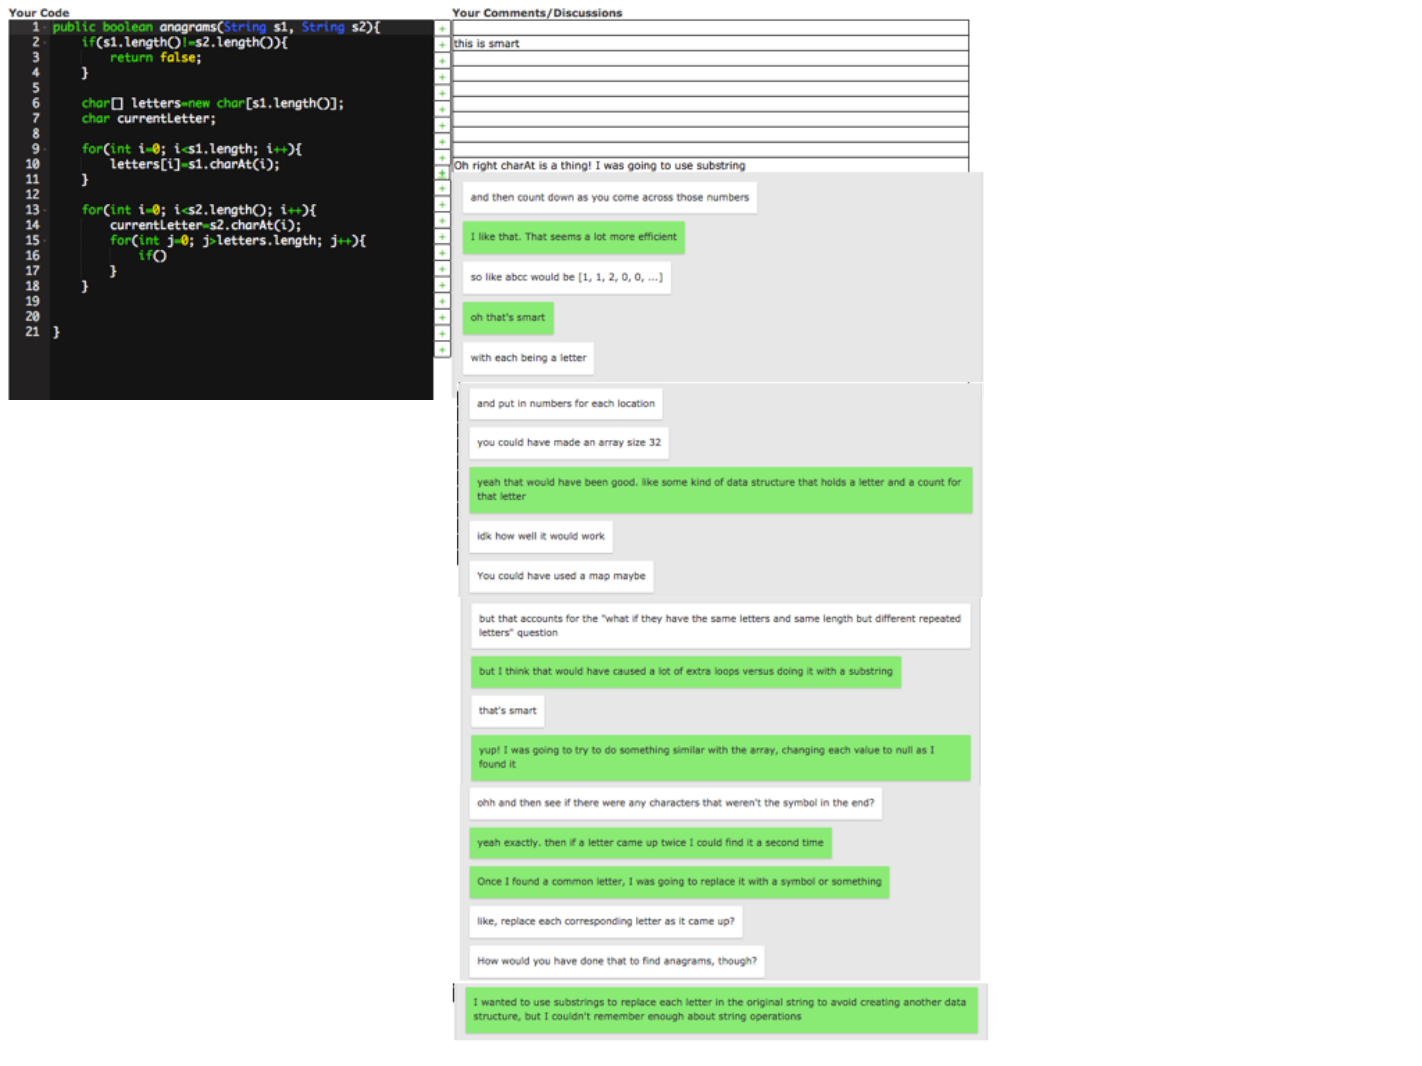 Your Code
Your Comments/Discussions
1 public boolean anagrams(String s1, String s2){
2 if(s1.length()!=s2.length()){
3 return false;
4 }
5
6 char[] letters=new char[s1.length()];
7 char currentLetter;
8
9 for(int i=0; i<s1.length; i++){
10 letters[i]=s1.charAt(i);
11 }
12
13 for(int i=0; i<s2.length(); i++){
14 currentLetter=s2.charAt(i);
15 for(int j=0; j>letters.length; j++){
16 if()
17 }
18 }
19
20
21 }
this is smart
Oh right charAt is a thing! I was going to use substring
and then count down as you come across those numbers
I like that. That seems a lot more efficient
so like abcc would be [1, 1, 2, 0, 0, ...]
oh that's smart
with each being a letter
and put in numbers for each location
you could have made an array size 32
yeah that would have been good. like some kind of data structure that holds a letter and a count for
that letter
idk how well it would work
You could have used a map maybe
but that accounts for the "what if they have the same letters and same length but different repeated
letters" question
but I think that would have caused a lot of extra loops versus doing it with a substring
that's smart
yup! I was going to try to do something similar with the array, changing each value to null as I
found it
ohh and then see if there were any characters that weren't the symbol in the end?
yeah exactly. then if a letter came up twice I could find it a second time
Once I found a common letter, I was going to replace it with a symbol or something
like, replace each corresponding letter as it came up?
How would you have done that to find anagrams, though?
I wanted to use substrings to replace each letter in the original string to avoid creating another data
structure, but I couldn't remember enough about string operations